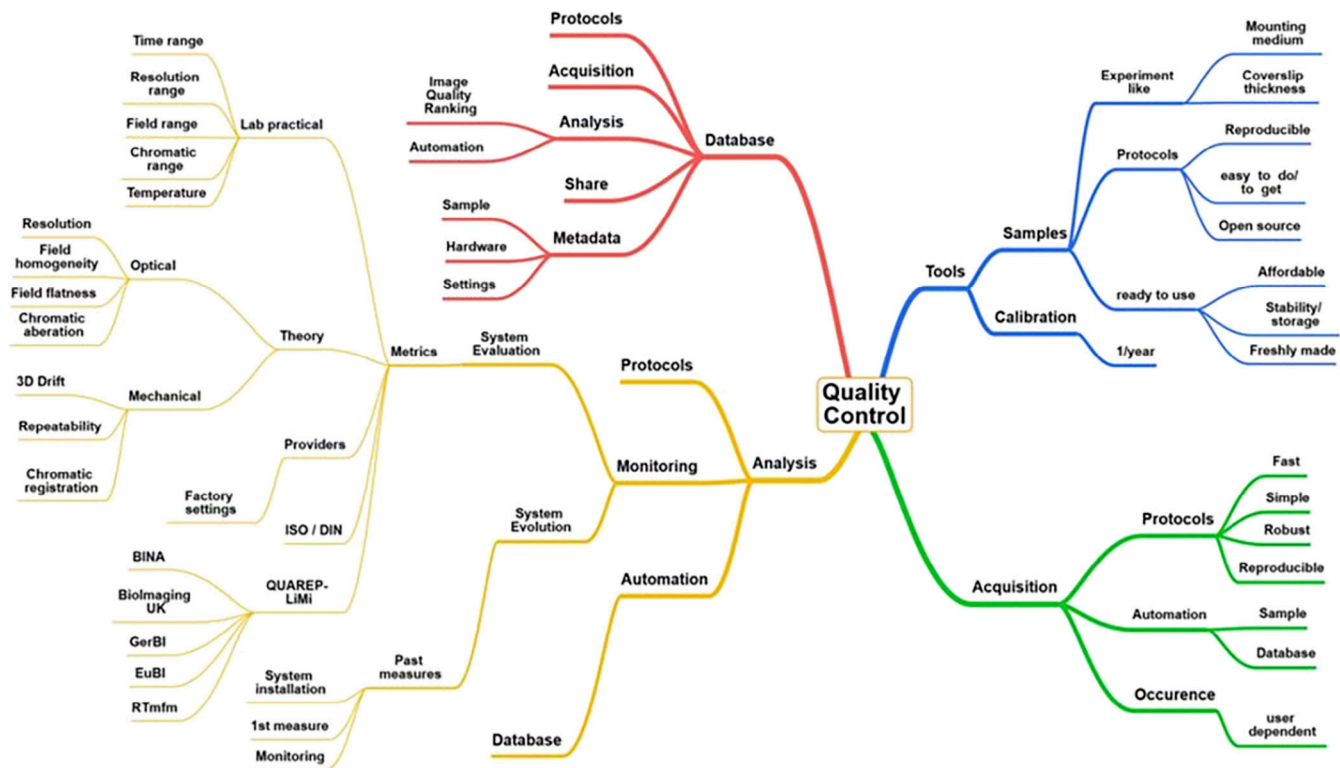 Quality
Control
Database
Protocols
Acquisition
Analysis
Image
Quality
Ranking
Automation
Share
Metadata
Sample
Hardware
Settings
Tools
Samples
Experiment
like
Mounting
medium
Coverslip
thickness
Protocols
Reproducible
easy to do/
to get
Open source
ready to use
Affordable
Stability/
storage
Freshly made
Calibration
1/year
Acquisition
Protocols
Fast
Simple
Robust
Reproducible
Automation
Sample
Database
Occurence
user
dependent
Analysis
Protocols
Monitoring
System
Evaluation
Metrics
Lab practical
Time range
Resolution
range
Field range
Chromatic
range
Temperature
Theory
Optical
Resolution
Field
homogeneity
Field flatness
Chromatic
aberation
Mechanical
3D Drift
Repeatability
Chromatic
registration
Providers
Factory
settings
ISO / DIN
QUAREP-
LiMi
BINA
BioImaging
UK
GerBI
EuBI
RTmfm
System
Evolution
Past
measures
System
installation
1st measure
Monitoring
Automation
Database